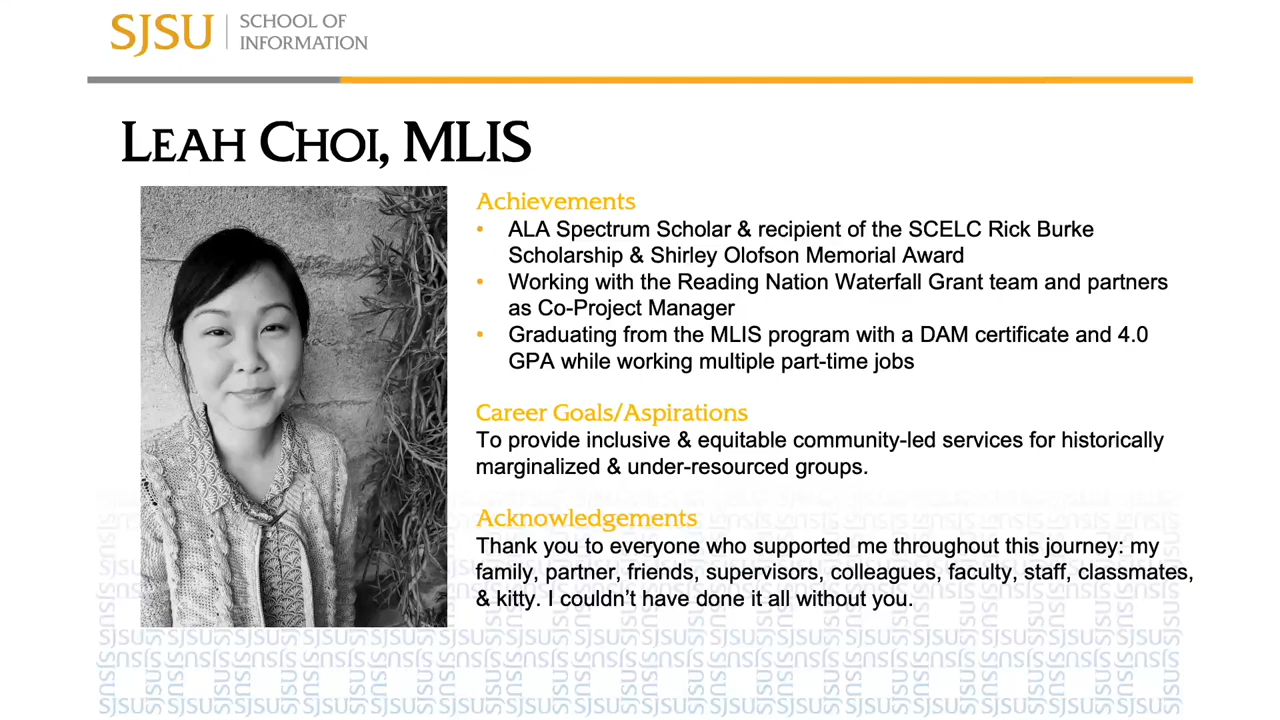 SJSU | SCHOOL OF
INFORMATION
LEAH CHOI, MLIS
Achievements
• ALA Spectrum Scholar & recipient of the SCELC Rick Burke
Scholarship & Shirley Olofson Memorial Award
• Working with the Reading Nation Waterfall Grant team and partners
as Co-Project Manager
• Graduating from the MLIS program with a DAM certificate and 4.0
GPA while working multiple part-time jobs
Career Goals/Aspirations
To provide inclusive & equitable community-led services for historically
marginalized & under-resourced groups.
Acknowledgements
Thank you to everyone who supported me throughout this journey: my
family, partner, friends, supervisors, colleagues, faculty, staff, classmates,
& kitty. I couldn't have done it all without you.